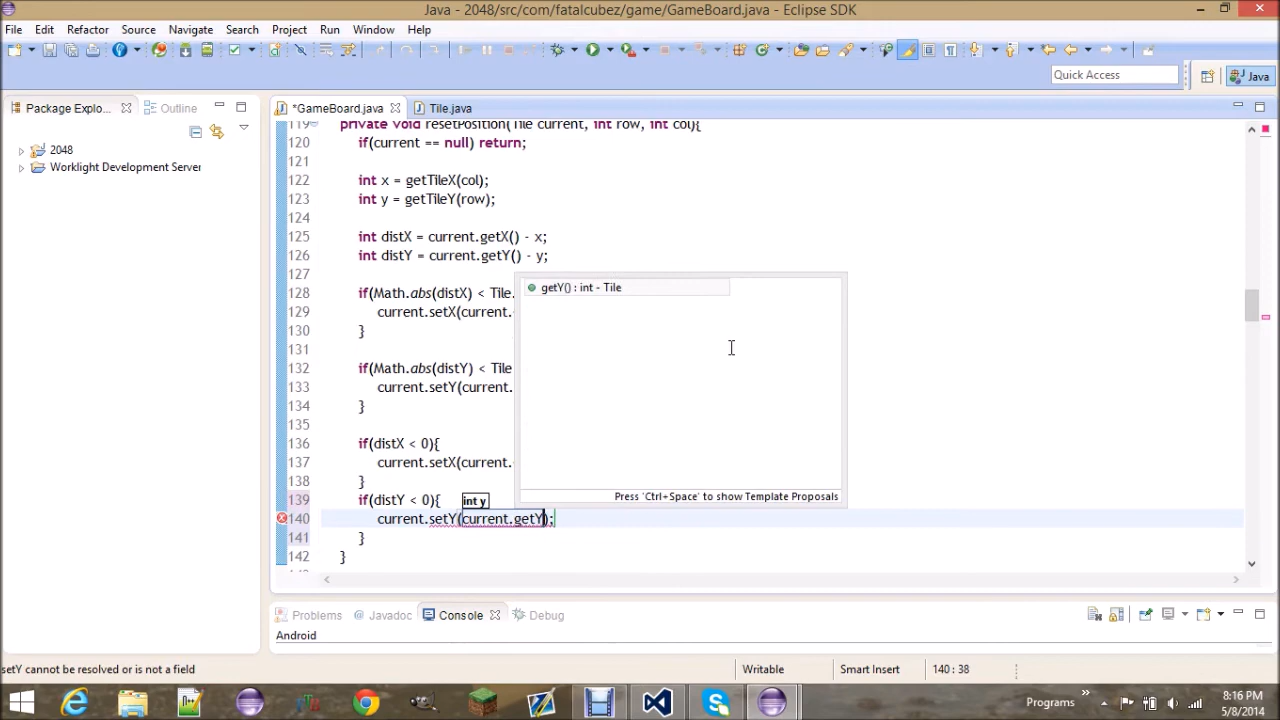 Java - 2048/src/com/fatalcubez/game/GameBoard.java - Eclipse SDK
File Edit Refactor Source Navigate Search Project Run Window Help
Quick Access
Java
Package Explo...
Outline
*GameBoard.java
Tile.java
2048
Worklight Development Server
119 private void resetPosition(Tile current, int row, int col){
120 if(current == null) return;
121
122 int x = getTileX(col);
123 int y = getTileY(row);
124
125 int distX = current.getX() - x;
126 int distY = current.getY() - y;
127
128 if(Math.abs(distX) < Tile.
129 current.setX(current.
130 }
131
132 if(Math.abs(distY) < Tile
133 current.setY(current.
134 }
135
136 if(distX < 0){
137 current.setX(current.
138 }
139 if(distY < 0){
140 current.setY(current.getY);
141 }
142 }
getY() : int - Tile
Press 'Ctrl+Space' to show Template Proposals
int y
Problems
Javadoc
Console
Debug
Android
setY cannot be resolved or is not a field
Writable
Smart Insert
140 : 38
Programs
8:16 PM
5/8/2014